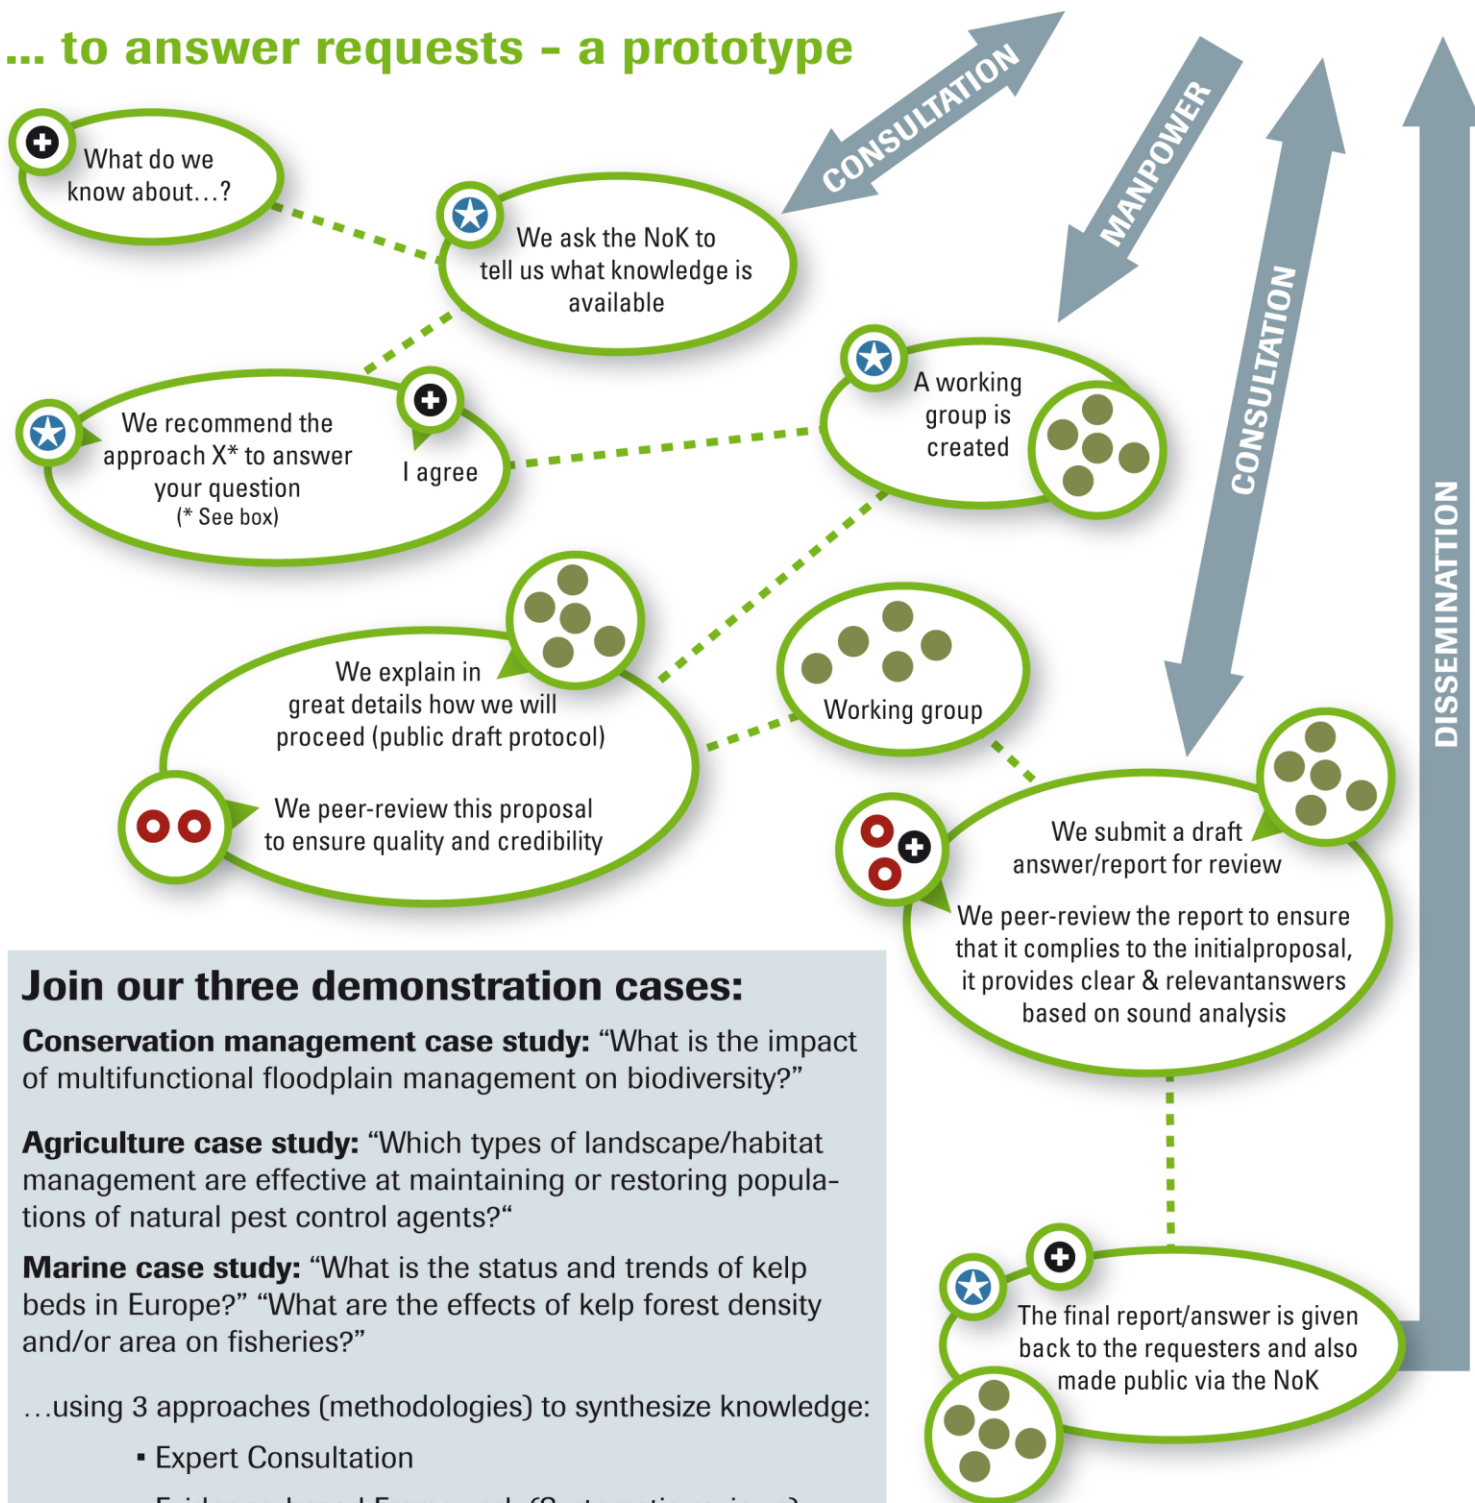 ... to answer requests - a prototype
CONSULTATION
MANPOWER
CONSULTATION
DISSEMINATTION
What do we
know about...?
We ask the NoK to
tell us what knowledge is
available
We recommend the
approach X* to answer
your question
(* See box)
I agree
A working
group is
created
We explain in
great details how we will
proceed (public draft protocol)
We peer-review this proposal
to ensure quality and credibility
Working group
We submit a draft
answer/report for review
We peer-review the report to ensure
that it complies to the initialproposal,
it provides clear & relevantanswers
based on sound analysis
The final report/answer is given
back to the requesters and also
made public via the NoK
Join our three demonstration cases:
Conservation management case study: “What is the impact
of multifunctional floodplain management on biodiversity?”
Agriculture case study: “Which types of landscape/habitat
management are effective at maintaining or restoring popula-
tions of natural pest control agents?“
Marine case study: “What is the status and trends of kelp
beds in Europe?” “What are the effects of kelp forest density
and/or area on fisheries?”
...using 3 approaches (methodologies) to synthesize knowledge:
▪ Expert Consultation